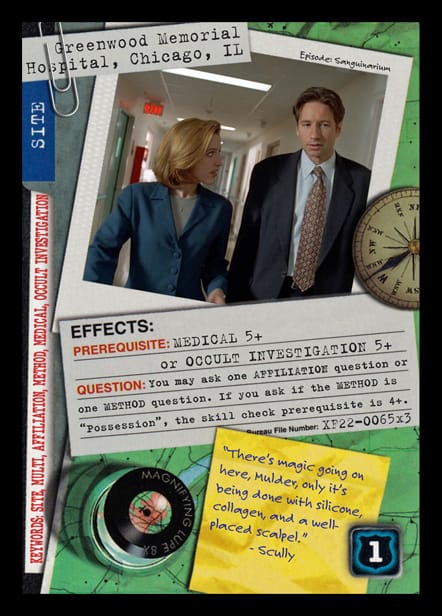 Greenwood Memorial
Hospital, Chicago, IL
Episode: Sanguinarium
SITE
KEYWORDS: SITE, MULTI, AFFILIATION, METHOD, MEDICAL, OCCULT INVESTIGATION
EXIT
EFFECTS:
PREREQUISITE: MEDICAL 5+
or OCCULT INVESTIGATION 5+
QUESTION: You may ask one AFFILIATION question or
one METHOD question. If you ask if the METHOD is
"Possession", the skill check prerequisite is 4+.
Bureau File Number: XF22-0065x3
MAGNIFYING LUPE 8X
"There's magic going on
here, Mulder, only it's
being done with silicone,
collagen, and a well-
placed scalpel."
- Scully
1